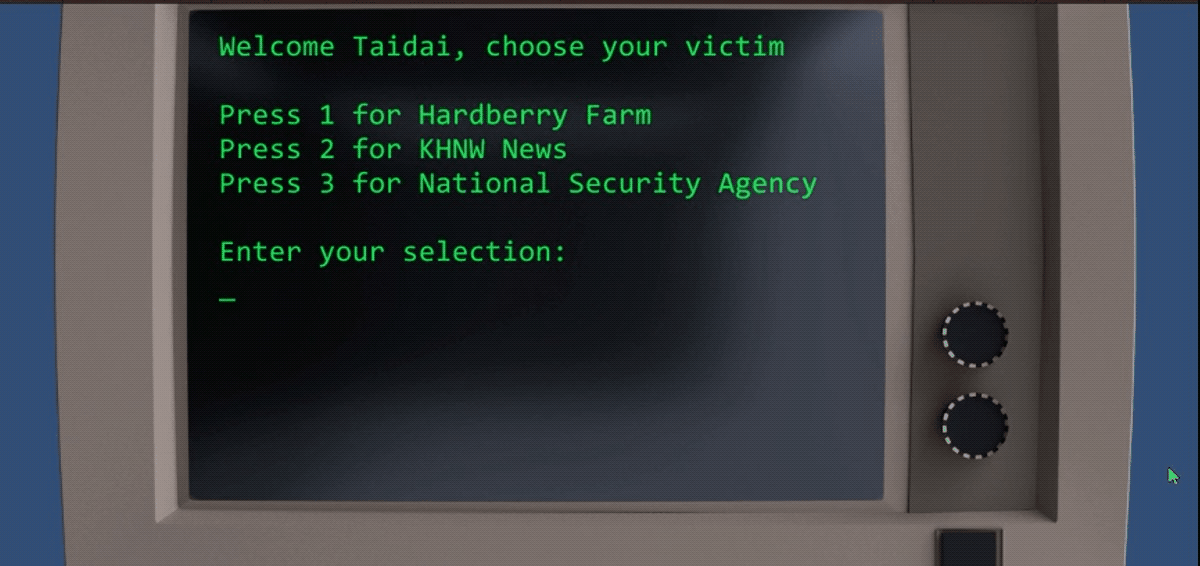 Welcome Taidai, choose your victim
Press 1 for Hardberry Farm
Press 2 for KHNW News
Press 3 for National Security Agency
Enter your selection:
_